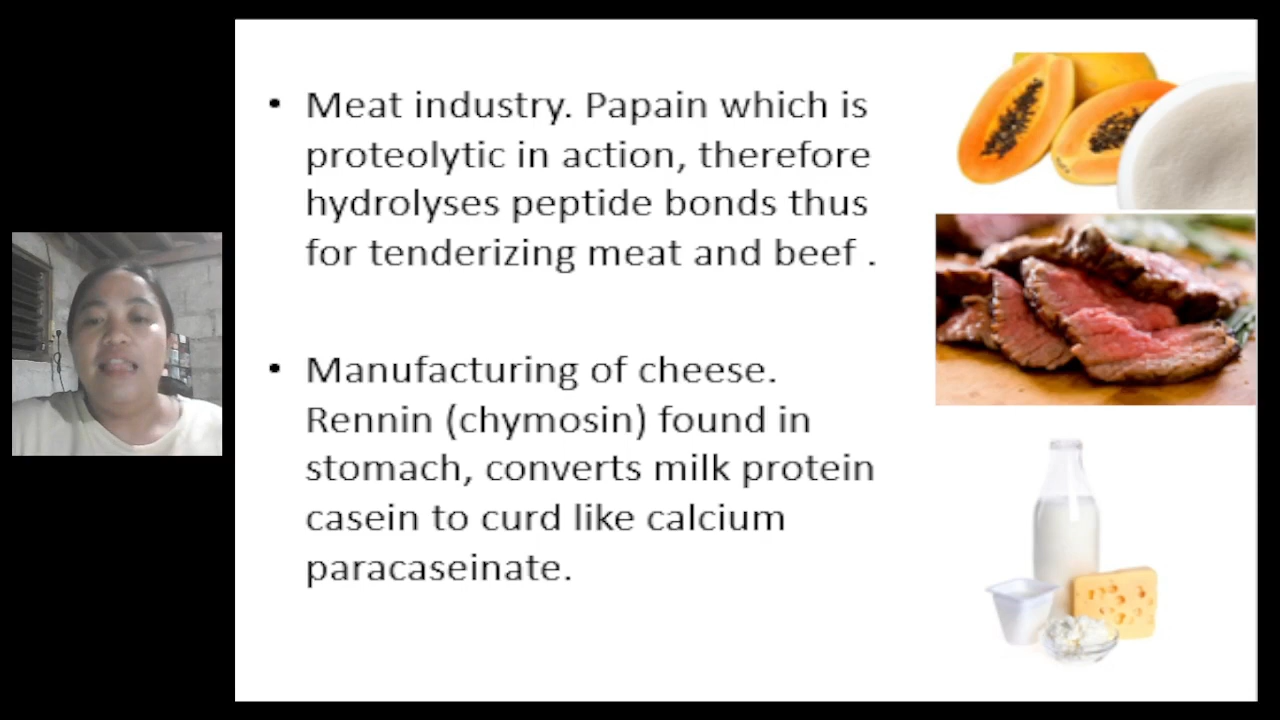 • Meat industry. Papain which is
proteolytic in action, therefore
hydrolyses peptide bonds thus
for tenderizing meat and beef .
• Manufacturing of cheese.
Rennin (chymosin) found in
stomach, converts milk protein
casein to curd like calcium
paracaseinate.